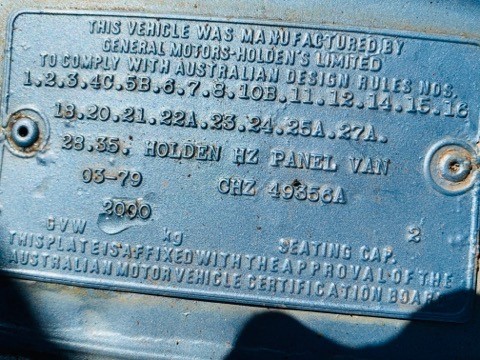 THIS VEHICLE WAS MANUFACTURED BY
GENERAL MOTORS-HOLDEN'S LIMITED
TO COMPLY WITH AUSTRALIAN DESIGN RULES NOS.
1.2.3.4C.5B.6.7.8.10B.11.12.14.15.16
18.20.21.22A.23.24.25A.27A.
28.35. HOLDEN HZ PANEL VAN
03-79 CHZ 49358A
2000
GVW kg SEATING CAP. 2
THIS PLATE IS AFFIXED WITH THE APPROVAL OF THE
AUSTRALIAN MOTOR VEHICLE CERTIFICATION BOARD